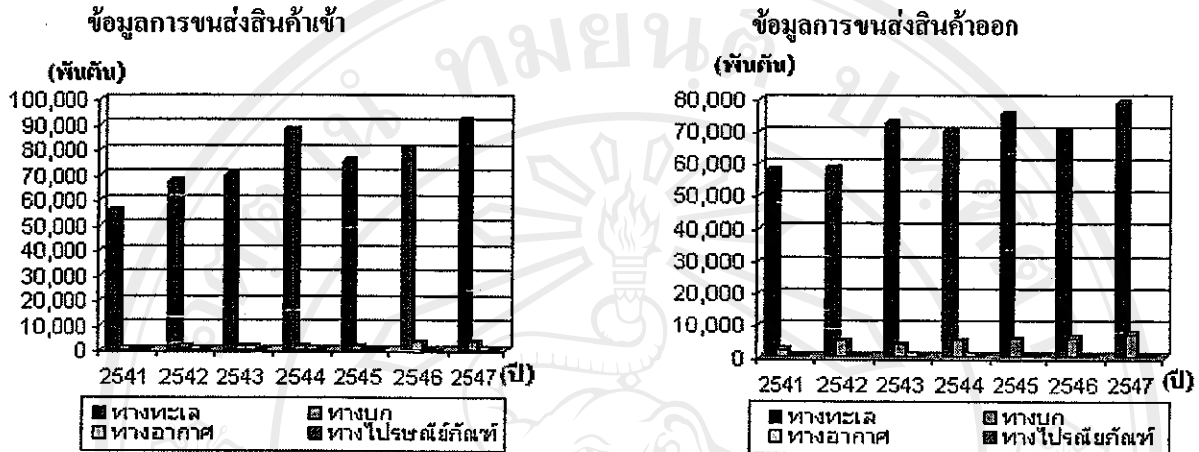 ข้อมูลการขนส่งสินค้าเข้า
(พันตัน)
100,000
90,000
80,000
70,000
60,000
50,000
40,000
30,000
20,000
10,000
0
2541 2542 2543 2544 2545 2546 2547 (ปี)
ทางทะเล ทางบก
ทางอากาศ ทางไปรษณีย์ภัณฑ์
ข้อมูลการขนส่งสินค้าออก
(พันตัน)
80,000
70,000
60,000
50,000
40,000
30,000
20,000
10,000
0
2541 2542 2543 2544 2545 2546 2547 (ปี)
ทางทะเล ทางบก
ทางอากาศ ทางไปรณียภัณฑ์